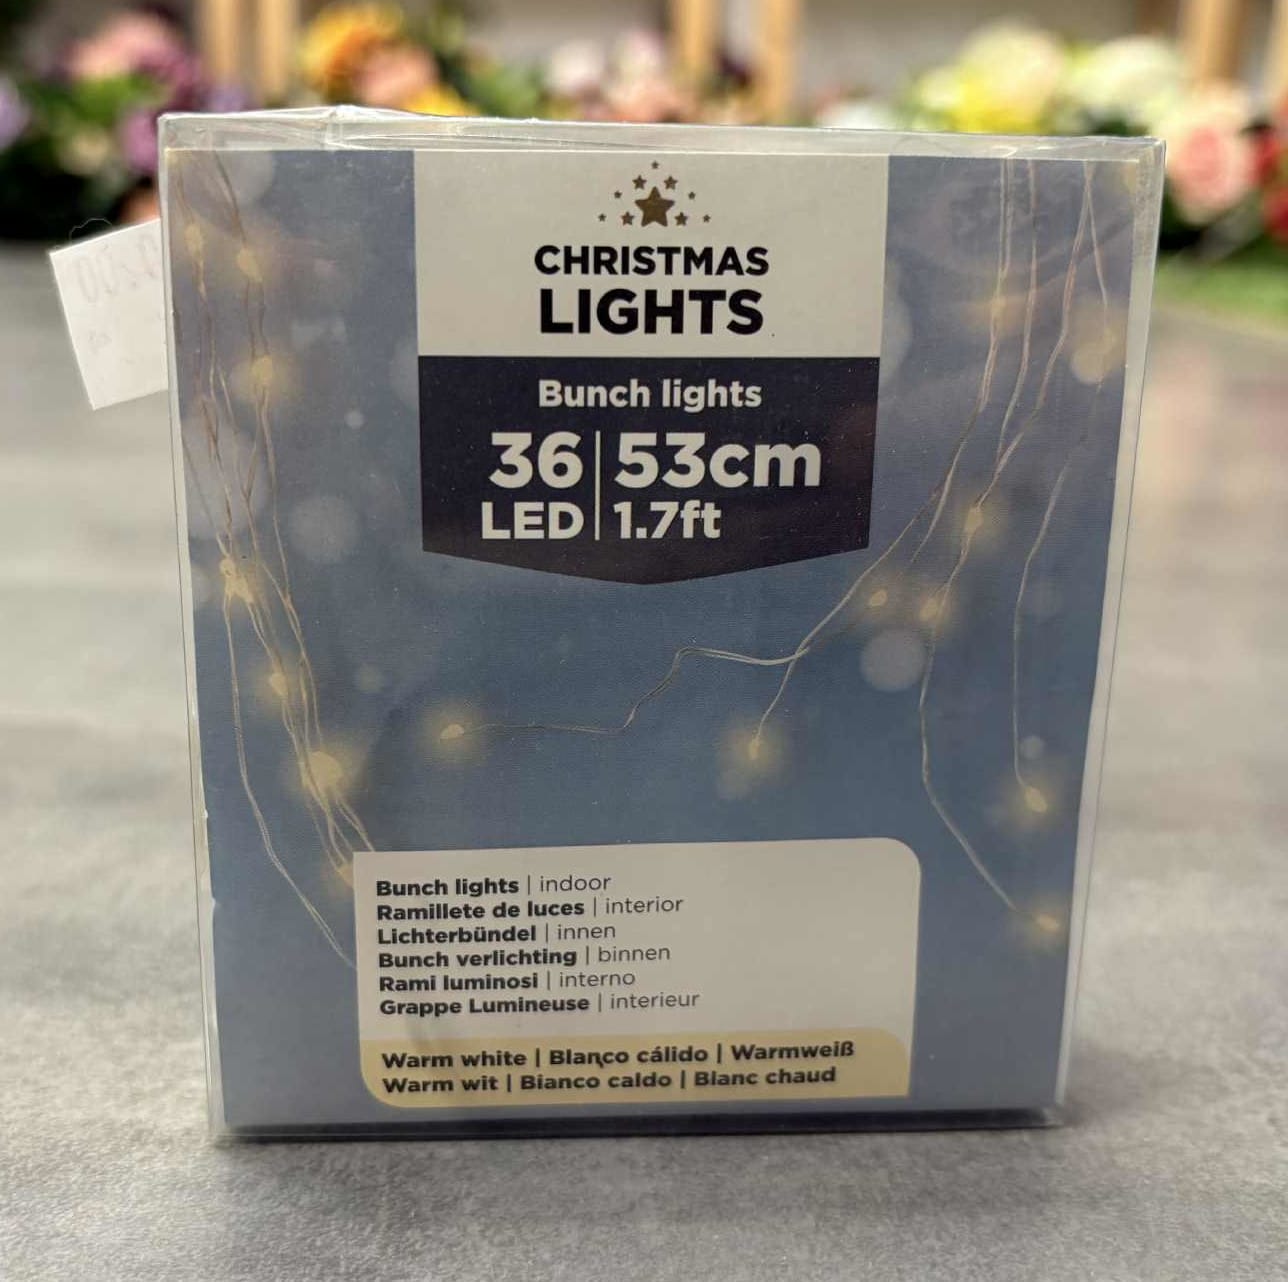 CHRISTMAS
LIGHTS
Bunch lights
36 | 53cm
LED | 1.7ft
Bunch lights | indoor
Ramillete de luces | interior
Lichterbündel | innen
Bunch verlichting | binnen
Rami luminosi | interno
Grappe Lumineuse | interieur
Warm white | Blanco cálido | Warmweiß
Warm wit | Bianco caldo | Blanc chaud